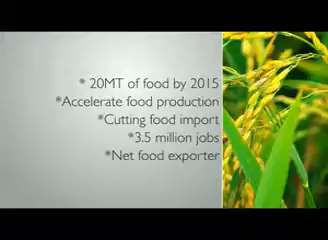 * 20MT of food by 2015
*Accelerate food production
*Cutting food import
*3.5 million jobs
*Net food exporter